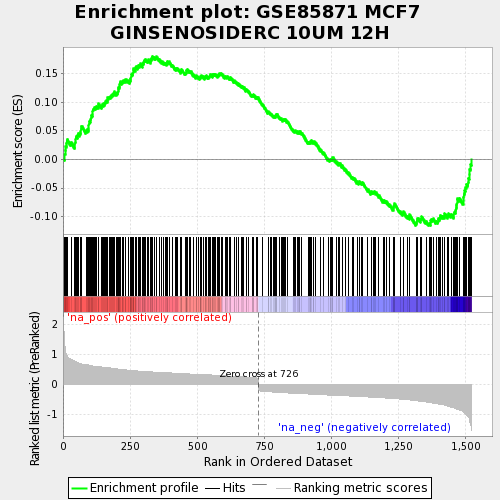 Enrichment plot: GSE85871 MCF7
GINSENOSIDERC 10UM 12H
Enrichment score (ES)
0.15
0.10
0.05
0.00
-0.05
-0.10
'na_pos' (positively correlated)
Ranked list metric (PreRanked)
2
1
0
-1
Zero cross at 726
'na_neg' (negatively correlated)
0
250
500
750
1,000
1,250
1,500
Rank in Ordered Dataset
Enrichment profile
Hits
Ranking metric scores